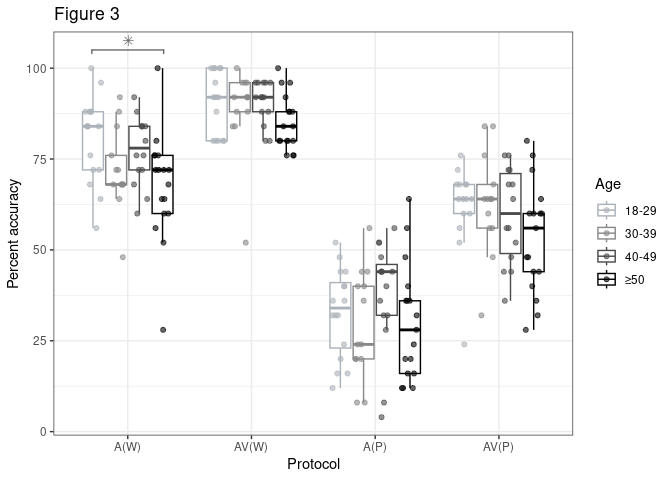 Figure 3
✳
100
75
50
25
0
Percent accuracy
A(W) AV(W) A(P) AV(P)
Protocol
Age
18-29
30-39
40-49
≥50